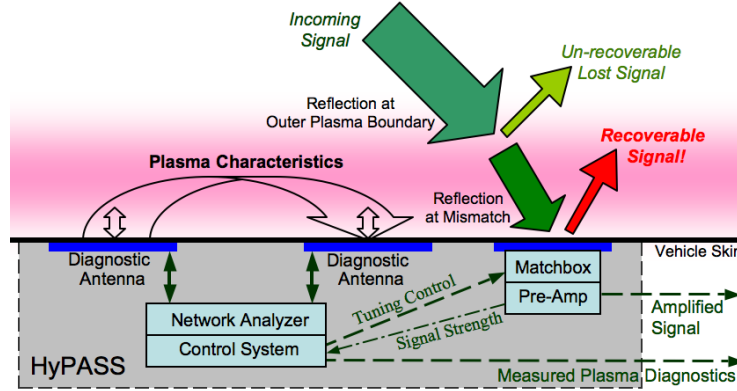 Incoming
Signal
Un-recoverable
Lost Signal
Reflection at
Outer Plasma Boundary
Recoverable
Signal!
Plasma Characteristics
Reflection
at Mismatch
Vehicle Skin
Diagnostic
Antenna
Diagnostic
Antenna
Matchbox
Pre-Amp
Tuning Control
Signal Strength
Amplified
Signal
Network Analyzer
Control System
HyPASS
Measured Plasma Diagnostics